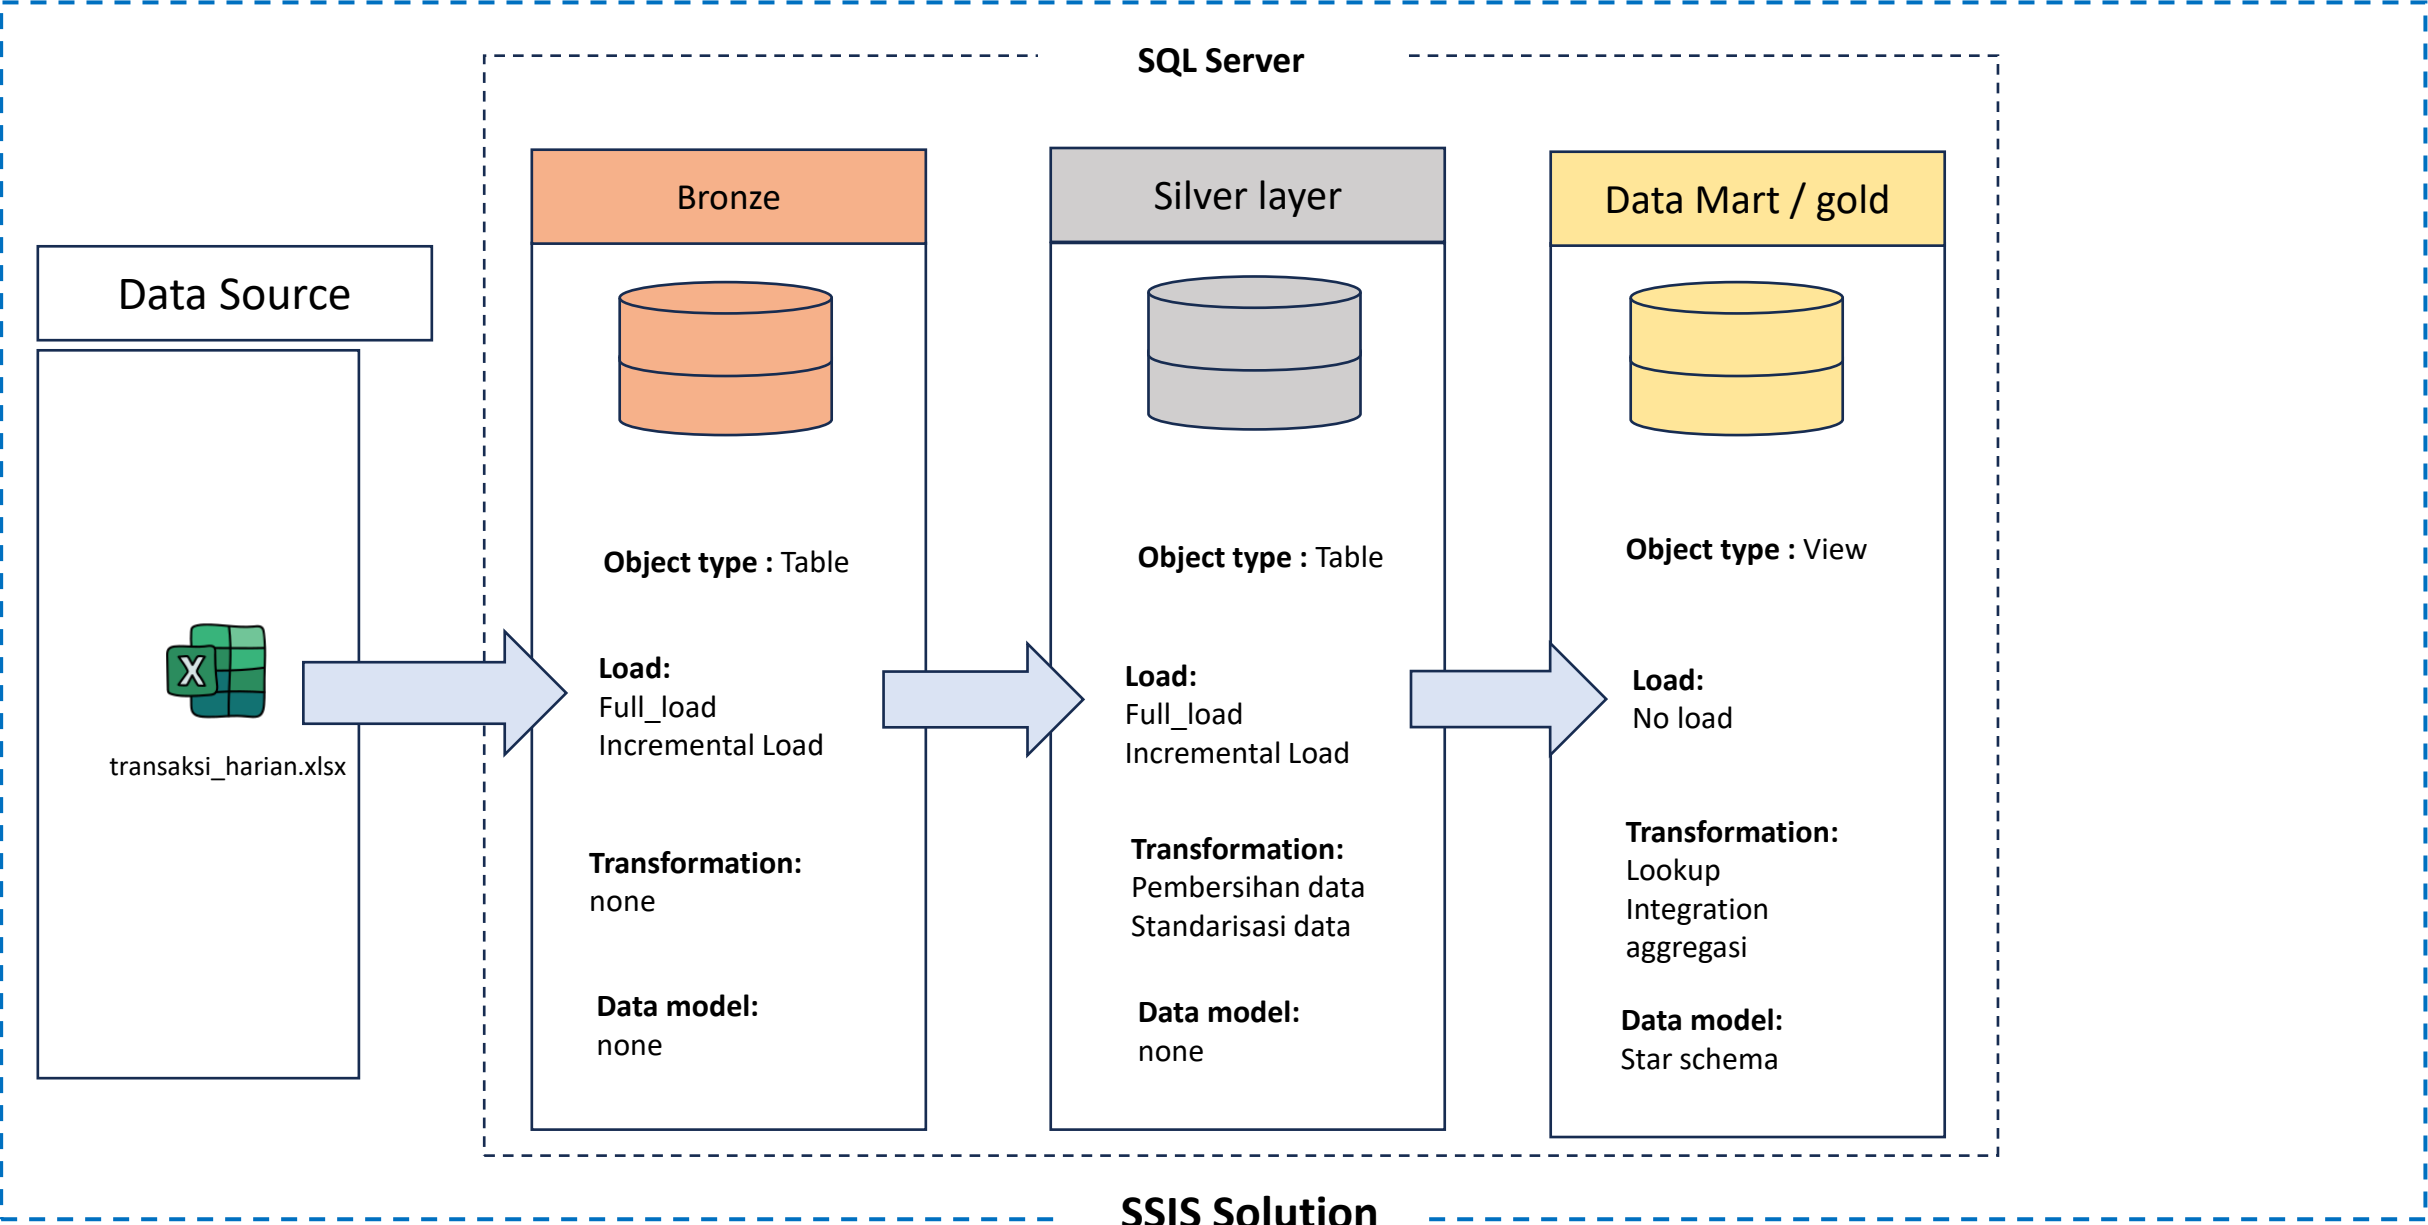 SQL Server
Data Source
transaksi_harian.xlsx
Bronze
Object type : Table
Load:
Full_load
Incremental Load
Transformation:
none
Data model:
none
Silver layer
Object type : Table
Load:
Full_load
Incremental Load
Transformation:
Pembersihan data
Standarisasi data
Data model:
none
Data Mart / gold
Object type : View
Load:
No load
Transformation:
Lookup
Integration
aggregasi
Data model:
Star schema
SSIS Solution